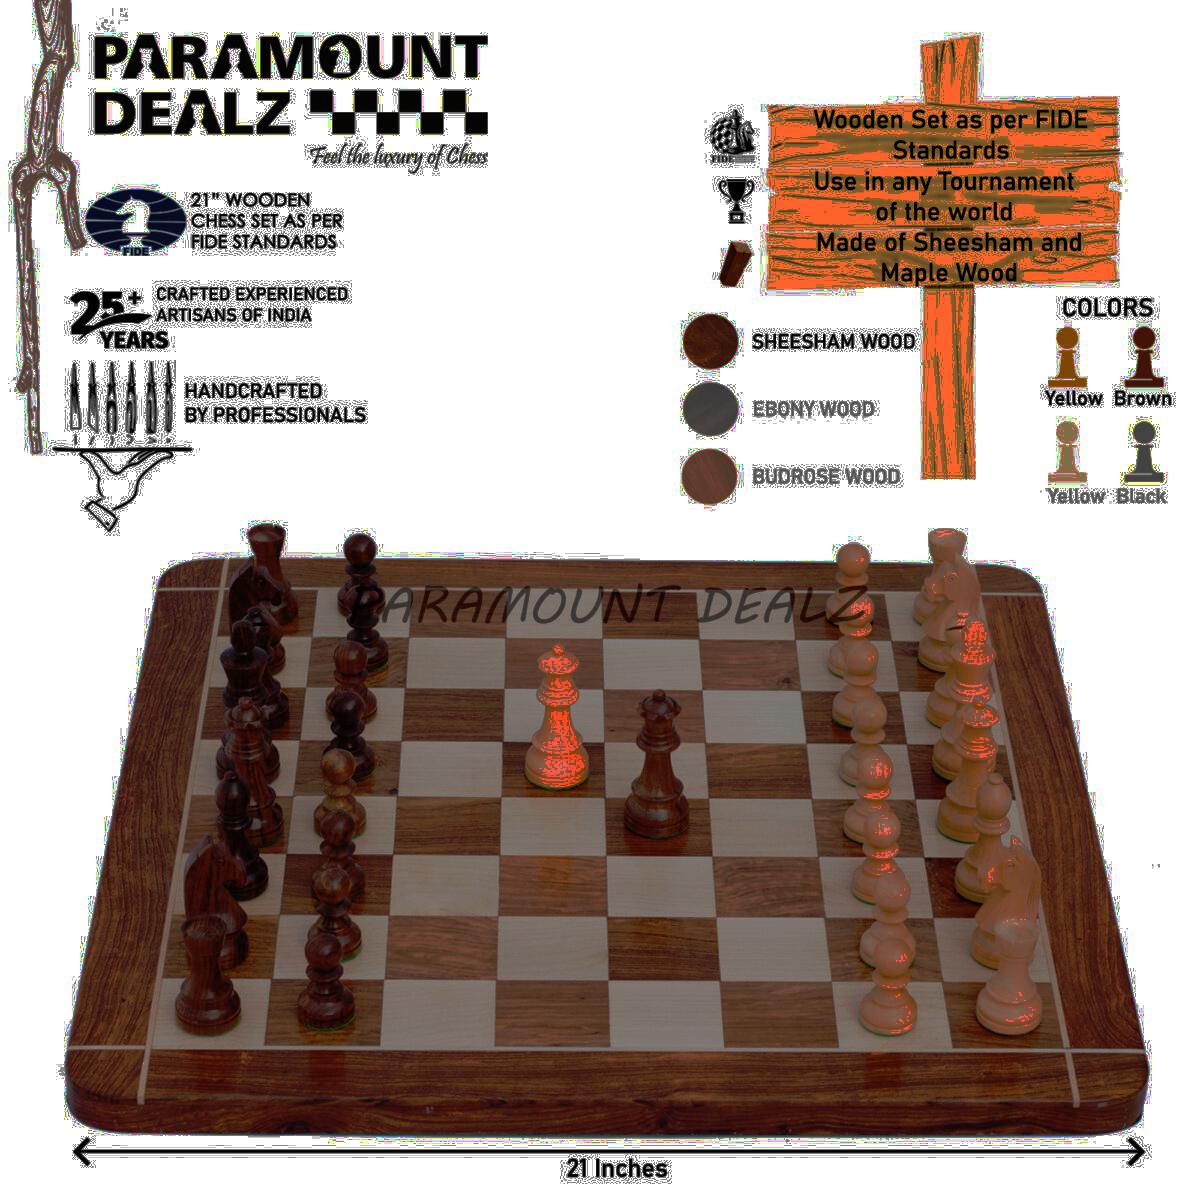 PARAMOUNT
DEALZ
Feel the luxury of Chess
FIDE
21" WOODEN
CHESS SET AS PER
FIDE STANDARDS
25+
YEARS
CRAFTED EXPERIENCED
ARTISANS OF INDIA
HANDCRAFTED
BY PROFESSIONALS
FIDE
Wooden Set as per FIDE
Standards
Use in any Tournament
of the world
Made of Sheesham and
Maple Wood
SHEESHAM WOOD
EBONY WOOD
BUDROSE WOOD
COLORS
Yellow Brown
Yellow Black
PARAMOUNT DEALZ
21 Inches